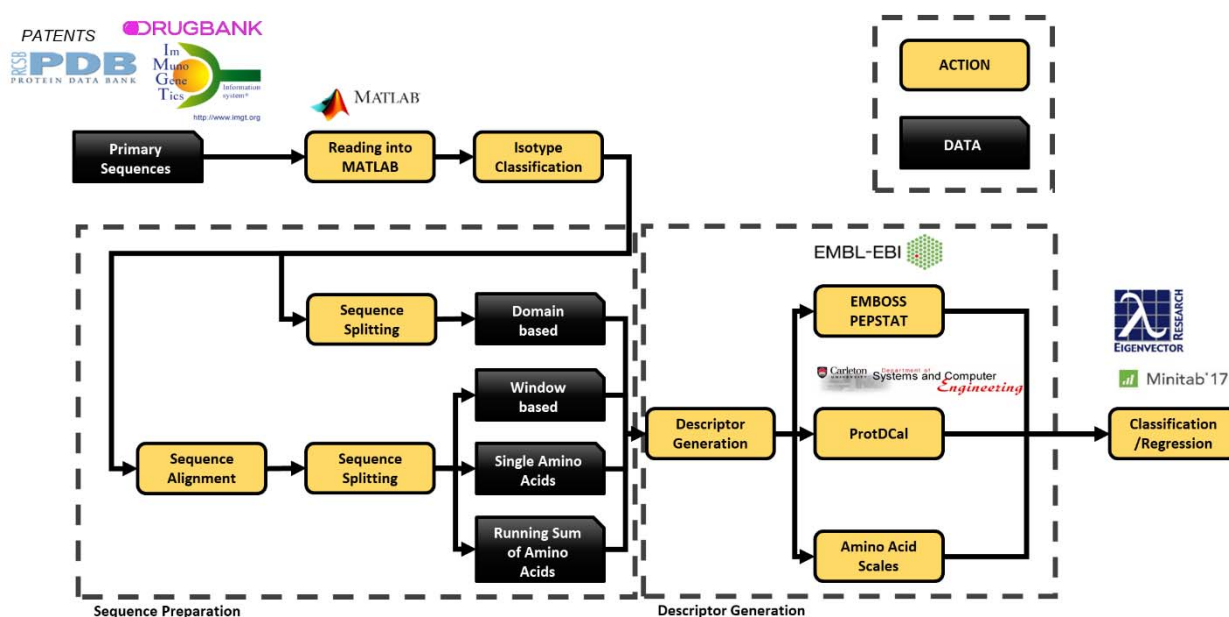 PATENTS
DRUGBANK
RCSB
PDB
PROTEIN DATA BANK
Im
Muno
Gene
Tics
Information
system®
http://www.imgt.org
MATLAB®
ACTION
DATA
Primary
Sequences
Reading into
MATLAB
Isotype
Classification
Sequence
Splitting
Domain
based
Window
based
Sequence
Alignment
Sequence
Splitting
Single Amino
Acids
Running Sum
of Amino
Acids
Sequence Preparation
Descriptor
Generation
EMBL-EBI
EMBOSS
PEPSTAT
Carleton
UNIVERSITY
Department of
Systems and Computer
Engineering
ProtDCal
Amino Acid
Scales
Descriptor Generation
EIGENVECTOR
RESEARCH
Minitab®17
Classification
/Regression